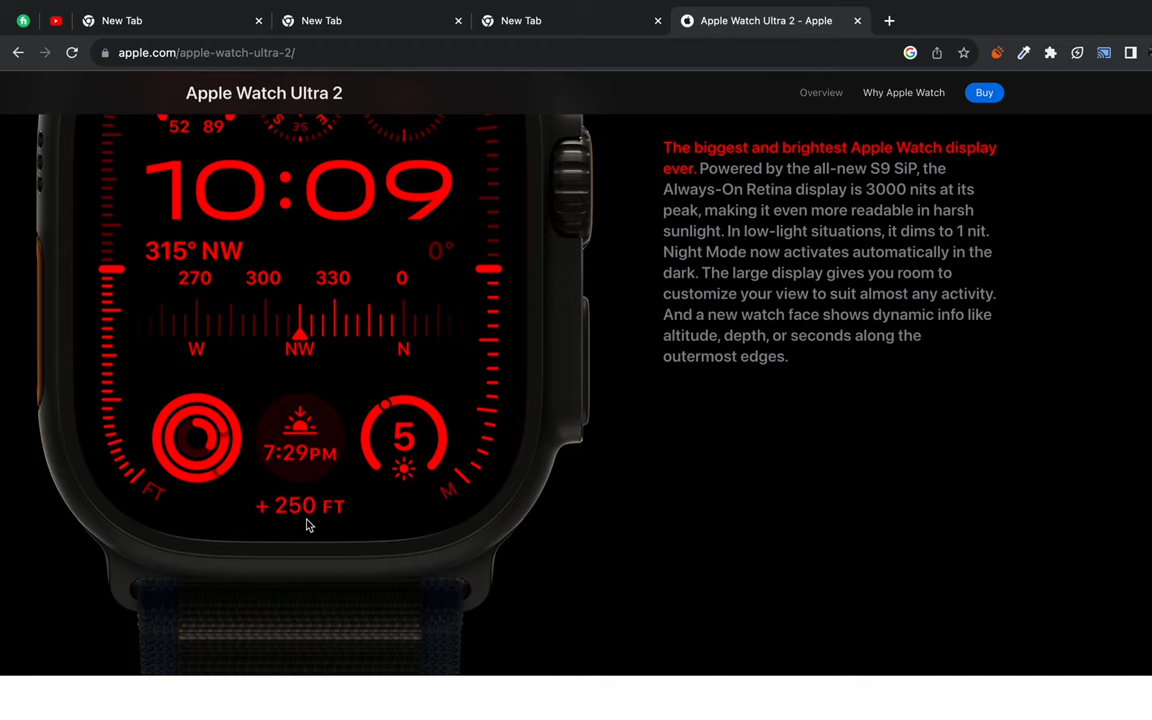 New Tab
New Tab
New Tab
Apple Watch Ultra 2 - Apple
apple.com/apple-watch-ultra-2/
Apple Watch Ultra 2
Overview
Why Apple Watch
Buy
52 89
S
35
10:09
315° NW
0°
270 300 330 0
W NW N
7:29PM
5
FT
M
+ 250 FT
The biggest and brightest Apple Watch display
ever. Powered by the all-new S9 SiP, the
Always-On Retina display is 3000 nits at its
peak, making it even more readable in harsh
sunlight. In low-light situations, it dims to 1 nit.
Night Mode now activates automatically in the
dark. The large display gives you room to
customize your view to suit almost any activity.
And a new watch face shows dynamic info like
altitude, depth, or seconds along the
outermost edges.